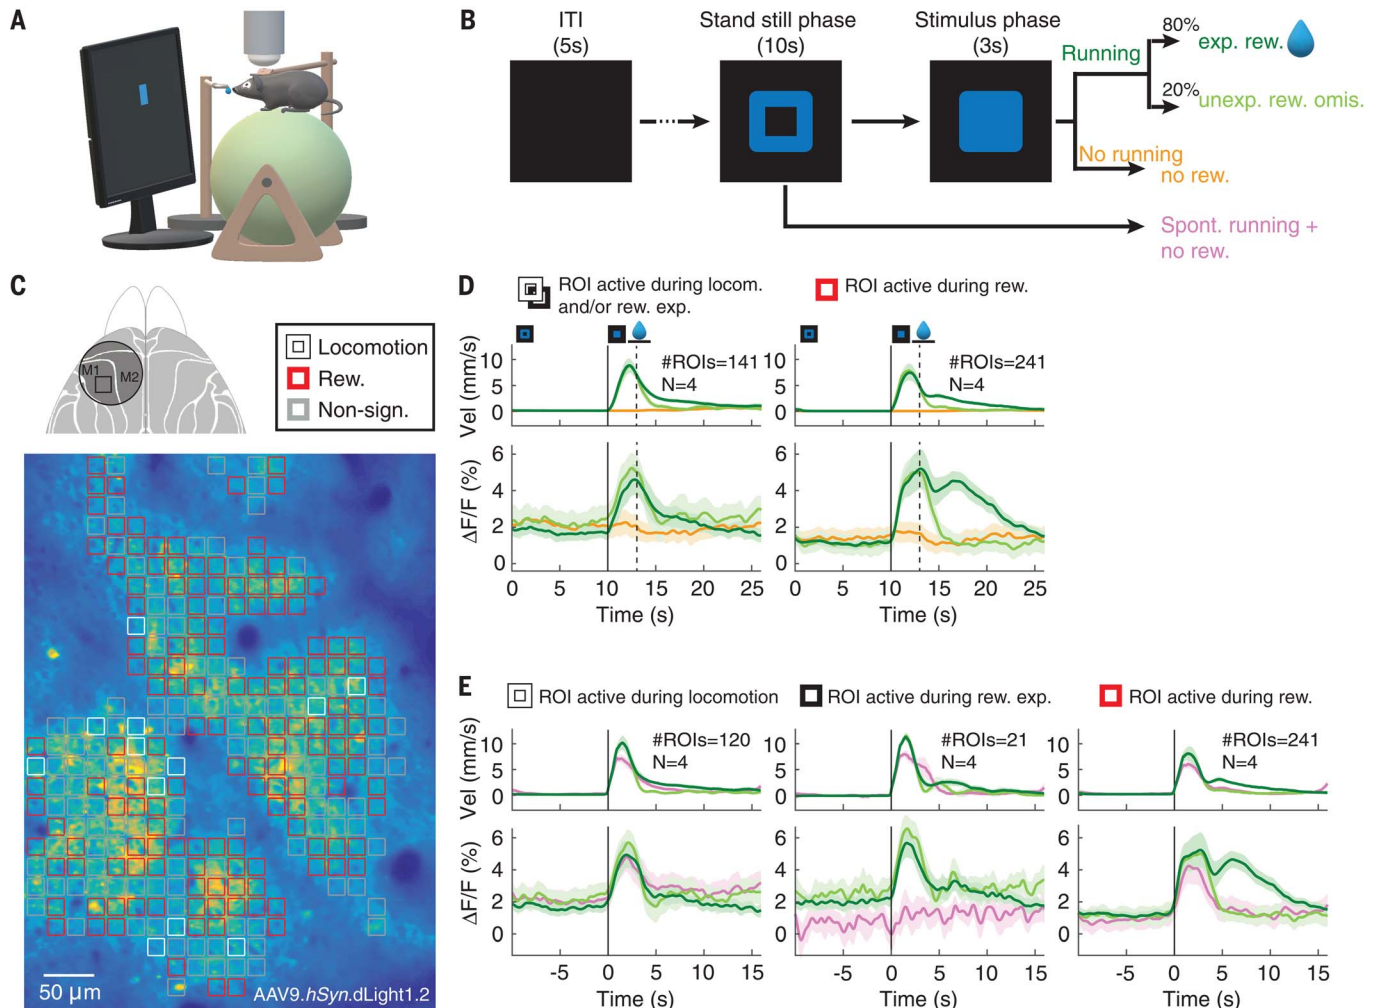 A
B
ITI
(5s)
Stand still phase
(10s)
Stimulus phase
(3s)
Running
80%
exp. rew.
20%
unexp. rew. omis.
No running
no rew.
Spont. running +
no rew.
C
M1
M2
Locomotion
Rew.
Non-sign.
50 µm
AAV9.hSyn.dLight1.2
D
ROI active during locom.
and/or rew. exp.
ROI active during rew.
Vel (mm/s)
10
5
0
#ROIs=141
N=4
10
5
0
#ROIs=241
N=4
ΔF/F (%)
6
4
2
0
6
4
2
0
0 5 10 15 20 25
0 5 10 15 20 25
Time (s)
Time (s)
E
ROI active during locomotion
ROI active during rew. exp.
ROI active during rew.
Vel (mm/s)
10
5
0
#ROIs=120
N=4
10
5
0
#ROIs=21
N=4
10
5
0
#ROIs=241
N=4
ΔF/F (%)
6
4
2
0
6
4
2
0
6
4
2
0
-5 0 5 10 15
-5 0 5 10 15
-5 0 5 10 15
Time (s)
Time (s)
Time (s)